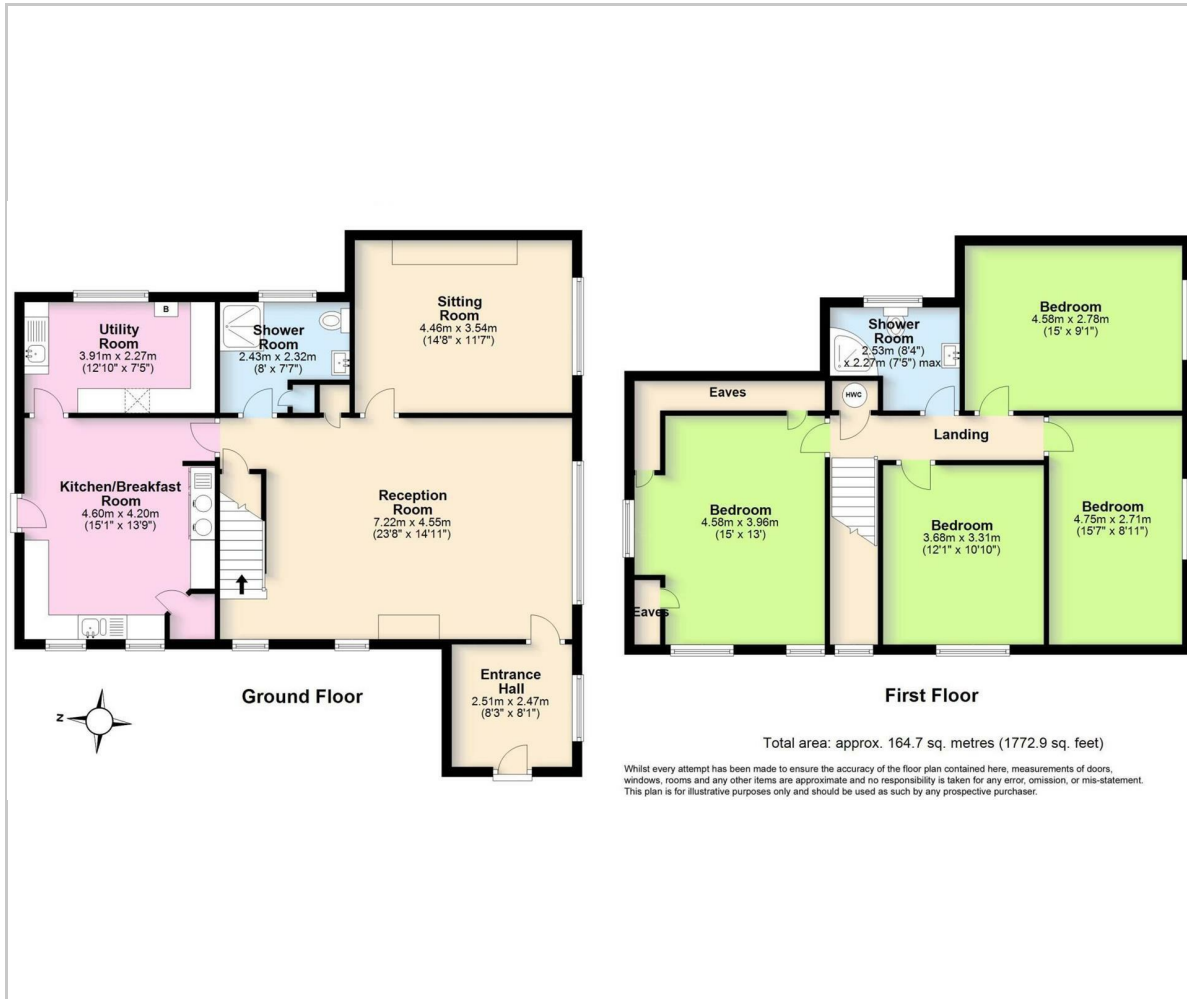 Utility
Room
3.91m x 2.27m
(12'10" x 7'5")
B
Shower
Room
2.43m x 2.32m
(8' x 7'7")
Sitting
Room
4.46m x 3.54m
(14'8" x 11'7")
Kitchen/Breakfast
Room
4.60m x 4.20m
(15'1" x 13'9")
Reception
Room
7.22m x 4.55m
(23'8" x 14'11")
Entrance
Hall
2.51m x 2.47m
(8'3" x 8'1")
Z
Ground Floor
Shower
Room
2.53m (8'4")
x 2.27m (7'5") max
Bedroom
4.58m x 2.78m
(15' x 9'1")
Eaves
HWC
Landing
Bedroom
4.58m x 3.96m
(15' x 13')
Bedroom
3.68m x 3.31m
(12'1" x 10'10")
Bedroom
4.75m x 2.71m
(15'7" x 8'11")
Eaves
First Floor
Total area: approx. 164.7 sq. metres (1772.9 sq. feet)
Whilst every attempt has been made to ensure the accuracy of the floor plan contained here, measurements of doors,
windows, rooms and any other items are approximate and no responsibility is taken for any error, omission, or mis-statement.
This plan is for illustrative purposes only and should be used as such by any prospective purchaser.